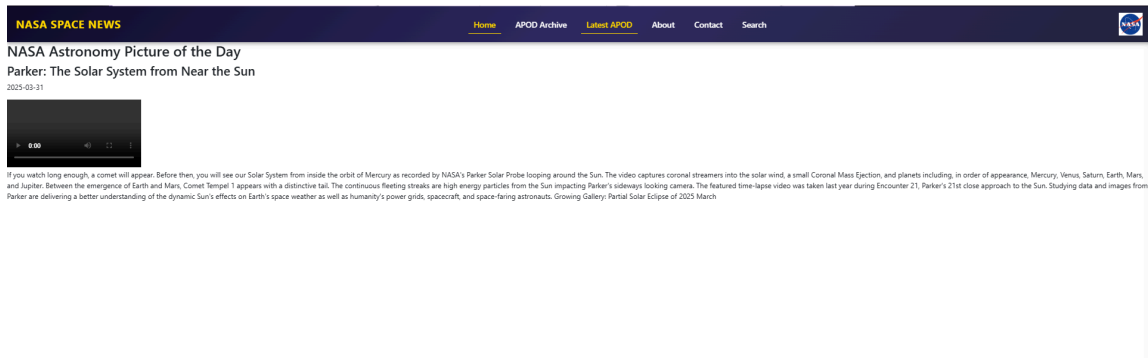 NASA SPACE NEWS
Home
APOD Archive
Latest APOD
About
Contact
Search
NASA
NASA Astronomy Picture of the Day
Parker: The Solar System from Near the Sun
2025-03-31
0:00
If you watch long enough, a comet will appear. Before then, you will see our Solar System from inside the orbit of Mercury as recorded by NASA's Parker Solar Probe looping around the Sun. The video captures coronal streamers into the solar wind, a small Coronal Mass Ejection, and planets including, in order of appearance, Mercury, Venus, Saturn, Earth, Mars,
and Jupiter. Between the emergence of Earth and Mars, Comet Tempel 1 appears with a distinctive tail. The continuous fleeting streaks are high energy particles from the Sun impacting Parker's sideways looking camera. The featured time-lapse video was taken last year during Encounter 21, Parker's 21st close approach to the Sun. Studying data and images from
Parker are delivering a better understanding of the dynamic Sun's effects on Earth's space weather as well as humanity's power grids, spacecraft, and space-faring astronauts. Growing Gallery: Partial Solar Eclipse of 2025 March